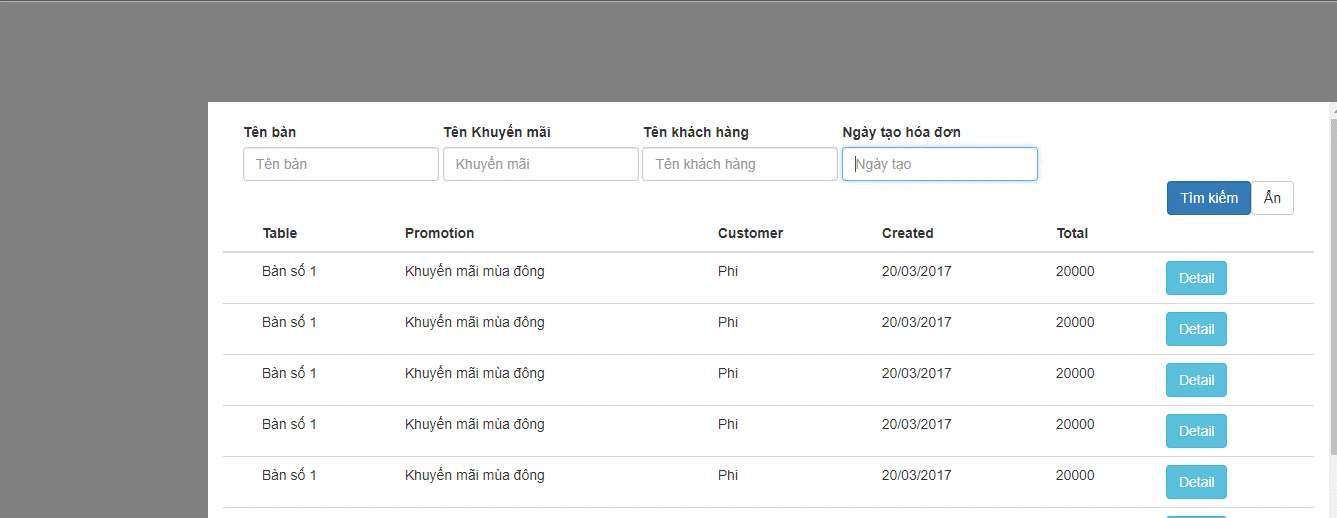 Tên bàn Tên Khuyến mãi Tên khách hàng Ngày tạo hóa đơn
Tên bàn Khuyến mãi Tên khách hàng Ngày tạo
Tìm kiếm Ẩn
Table Promotion Customer Created Total
Bàn số 1 Khuyến mãi mùa đông Phi 20/03/2017 20000 Detail
Bàn số 1 Khuyến mãi mùa đông Phi 20/03/2017 20000 Detail
Bàn số 1 Khuyến mãi mùa đông Phi 20/03/2017 20000 Detail
Bàn số 1 Khuyến mãi mùa đông Phi 20/03/2017 20000 Detail
Bàn số 1 Khuyến mãi mùa đông Phi 20/03/2017 20000 Detail